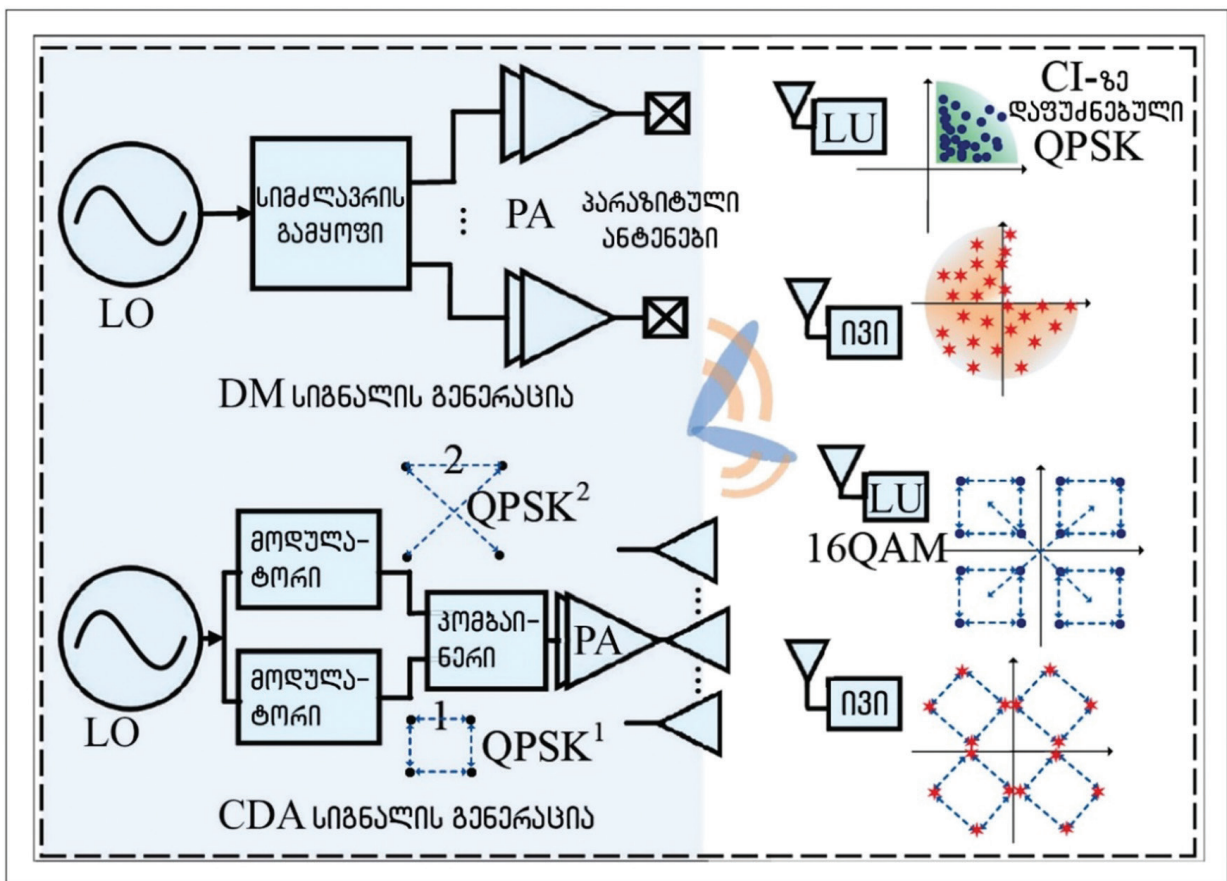 LO
სიმძლავრის
გამყოფი
PA
პარაზიტული
ანტენები
DM სიგნალის გენერაცია
LU
CI-ზე
დაფუძნებული
QPSK
ივი
LO
მოდულა-
ტორი
მოდულა-
ტორი
2
QPSK²
კომბაი-
ნერი
PA
1
QPSK¹
CDA სიგნალის გენერაცია
LU
16QAM
ივი